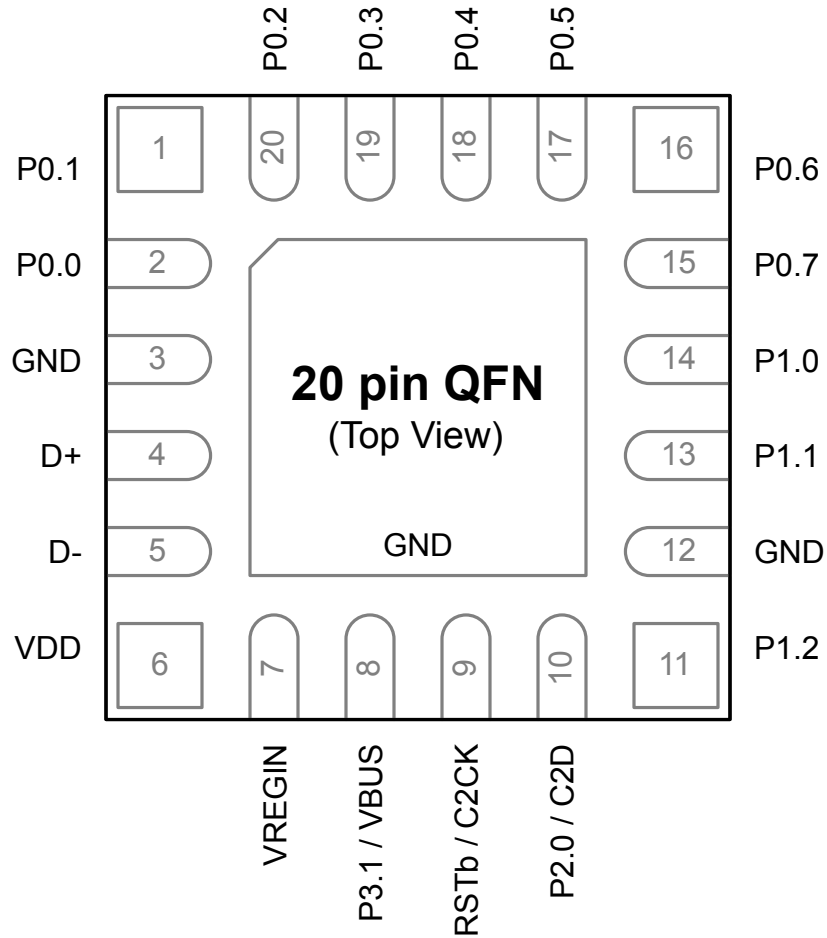 P0.2
P0.3
P0.4
P0.5
20
19
18
17
P0.1
1
16
P0.6
P0.0
2
15
P0.7
GND
3
14
P1.0
20 pin QFN
(Top View)
D+
4
13
P1.1
D-
5
GND
12
GND
VDD
6
7
8
9
10
11
P1.2
VREGIN
P3.1 / VBUS
RSTb / C2CK
P2.0 / C2D